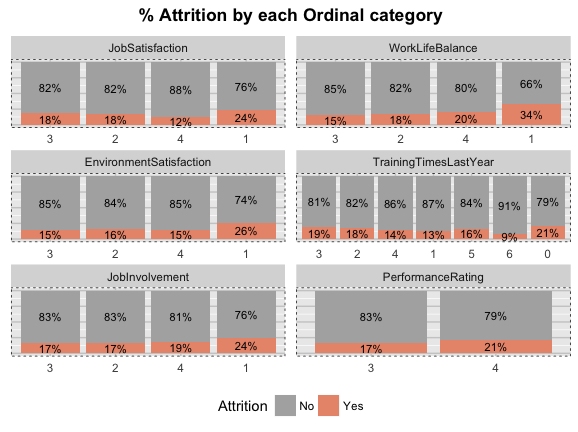 % Attrition by each Ordinal category
JobSatisfaction
82% 82% 88% 76%
18% 18% 12% 24%
3 2 4 1
WorkLifeBalance
85% 82% 80% 66%
15% 18% 20% 34%
3 2 4 1
EnvironmentSatisfaction
85% 84% 85% 74%
15% 16% 15% 26%
3 2 4 1
TrainingTimesLastYear
81% 82% 86% 87% 84% 91% 79%
19% 18% 14% 13% 16% 9% 21%
3 2 4 1 5 6 0
JobInvolvement
83% 83% 81% 76%
17% 17% 19% 24%
3 2 4 1
PerformanceRating
83% 79%
17% 21%
3 4
Attrition No Yes